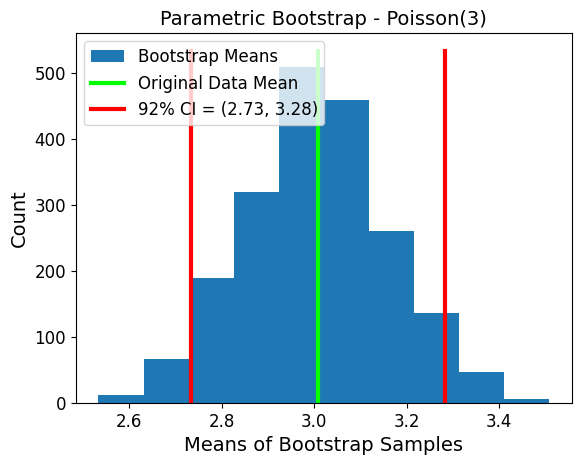 Parametric Bootstrap - Poisson(3)
Bootstrap Means
Original Data Mean
92% CI = (2.73, 3.28)
Count
500
400
300
200
100
0
2.6 2.8 3.0 3.2 3.4
Means of Bootstrap Samples